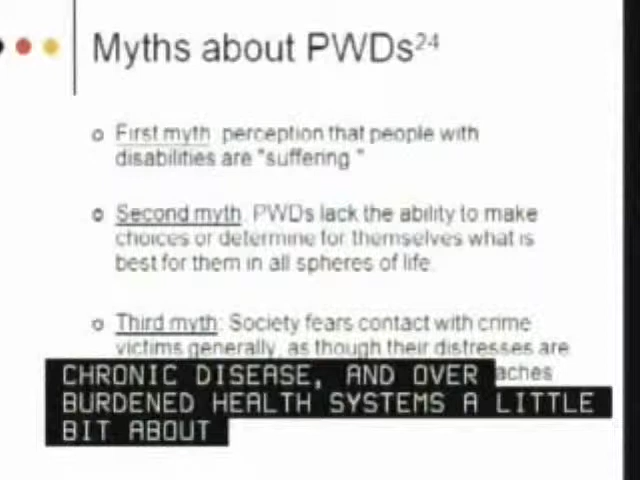 Myths about PWDs24
First myth: perception that people with
disabilities are "suffering "
Second myth: PWDs lack the ability to make
choices or determine for themselves what is
best for them in all spheres of life.
Third myth: Society fears contact with crime
victims generally, as though their distresses are
aches
CHRONIC DISEASE, AND OVER
BURDENED HEALTH SYSTEMS A LITTLE
BIT ABOUT